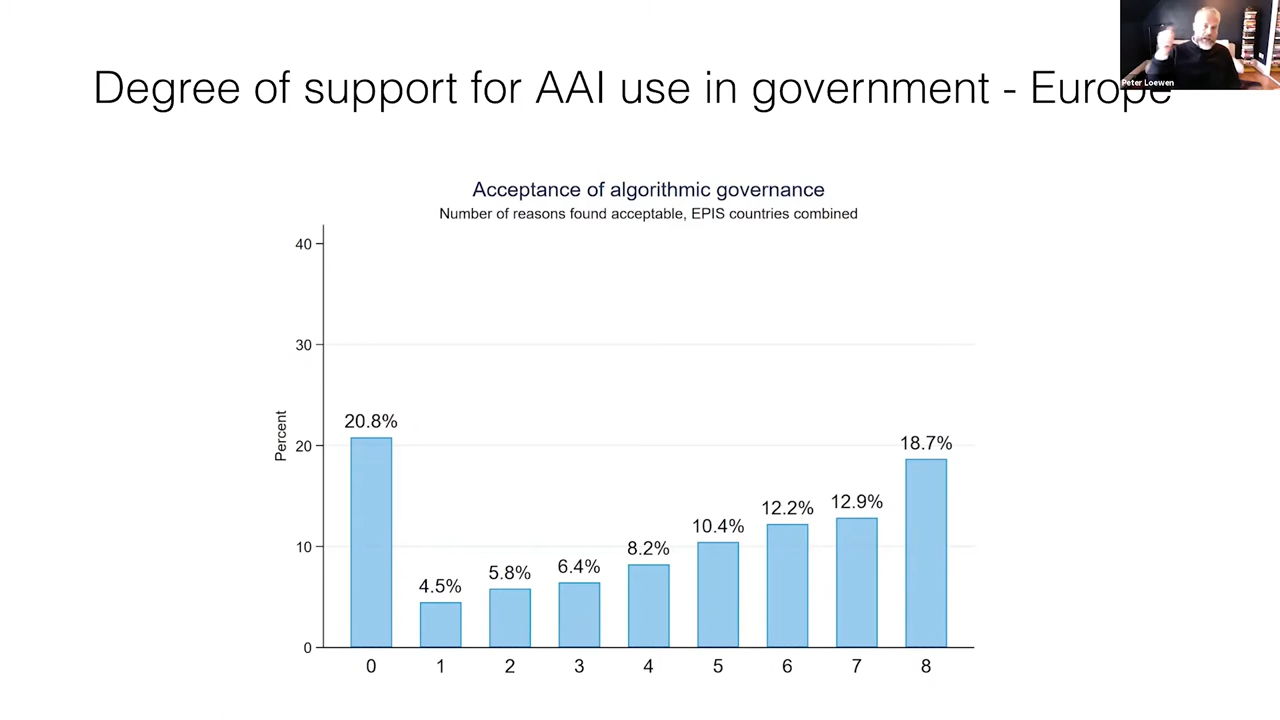 Degree of support for AAI use in government - Europe
Peter Loewen
Acceptance of algorithmic governance
Number of reasons found acceptable, EPIS countries combined
40
30
20
10
0
Percent
20.8%
4.5%
5.8%
6.4%
8.2%
10.4%
12.2%
12.9%
18.7%
0 1 2 3 4 5 6 7 8